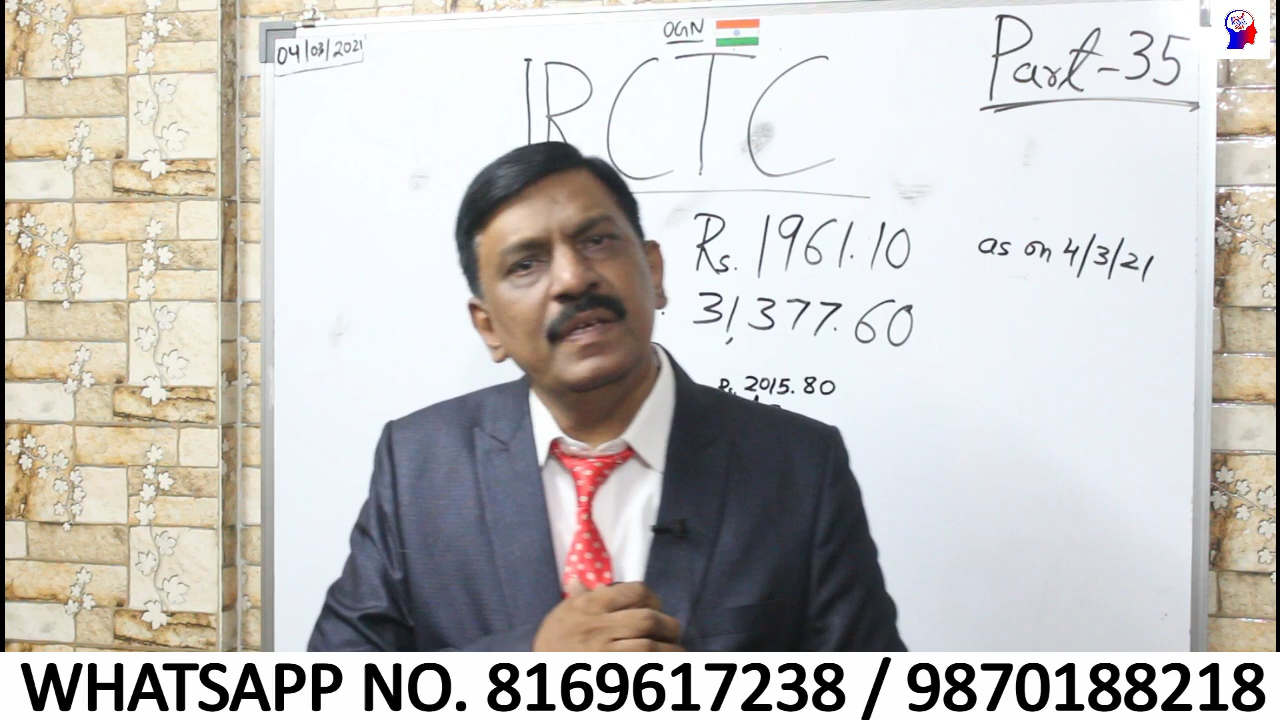 OGN
04/03/2021
Part-35
IRCTC
Rs. 1961.10 as on 4/3/21
31,377.60
Rs. 2015.80
WHATSAPP NO. 8169617238 / 9870188218